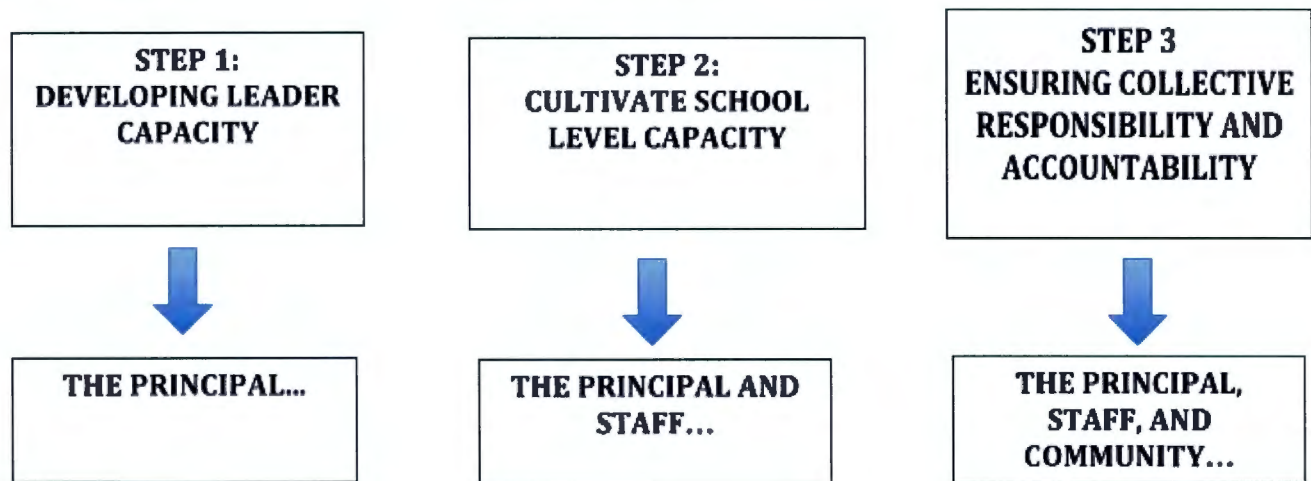 STEP 1:
DEVELOPING LEADER
CAPACITY
STEP 2:
CULTIVATE SCHOOL
LEVEL CAPACITY
STEP 3
ENSURING COLLECTIVE
RESPONSIBILITY AND
ACCOUNTABILITY
THE PRINCIPAL...
THE PRINCIPAL AND
STAFF...
THE PRINCIPAL,
STAFF, AND
COMMUNITY...